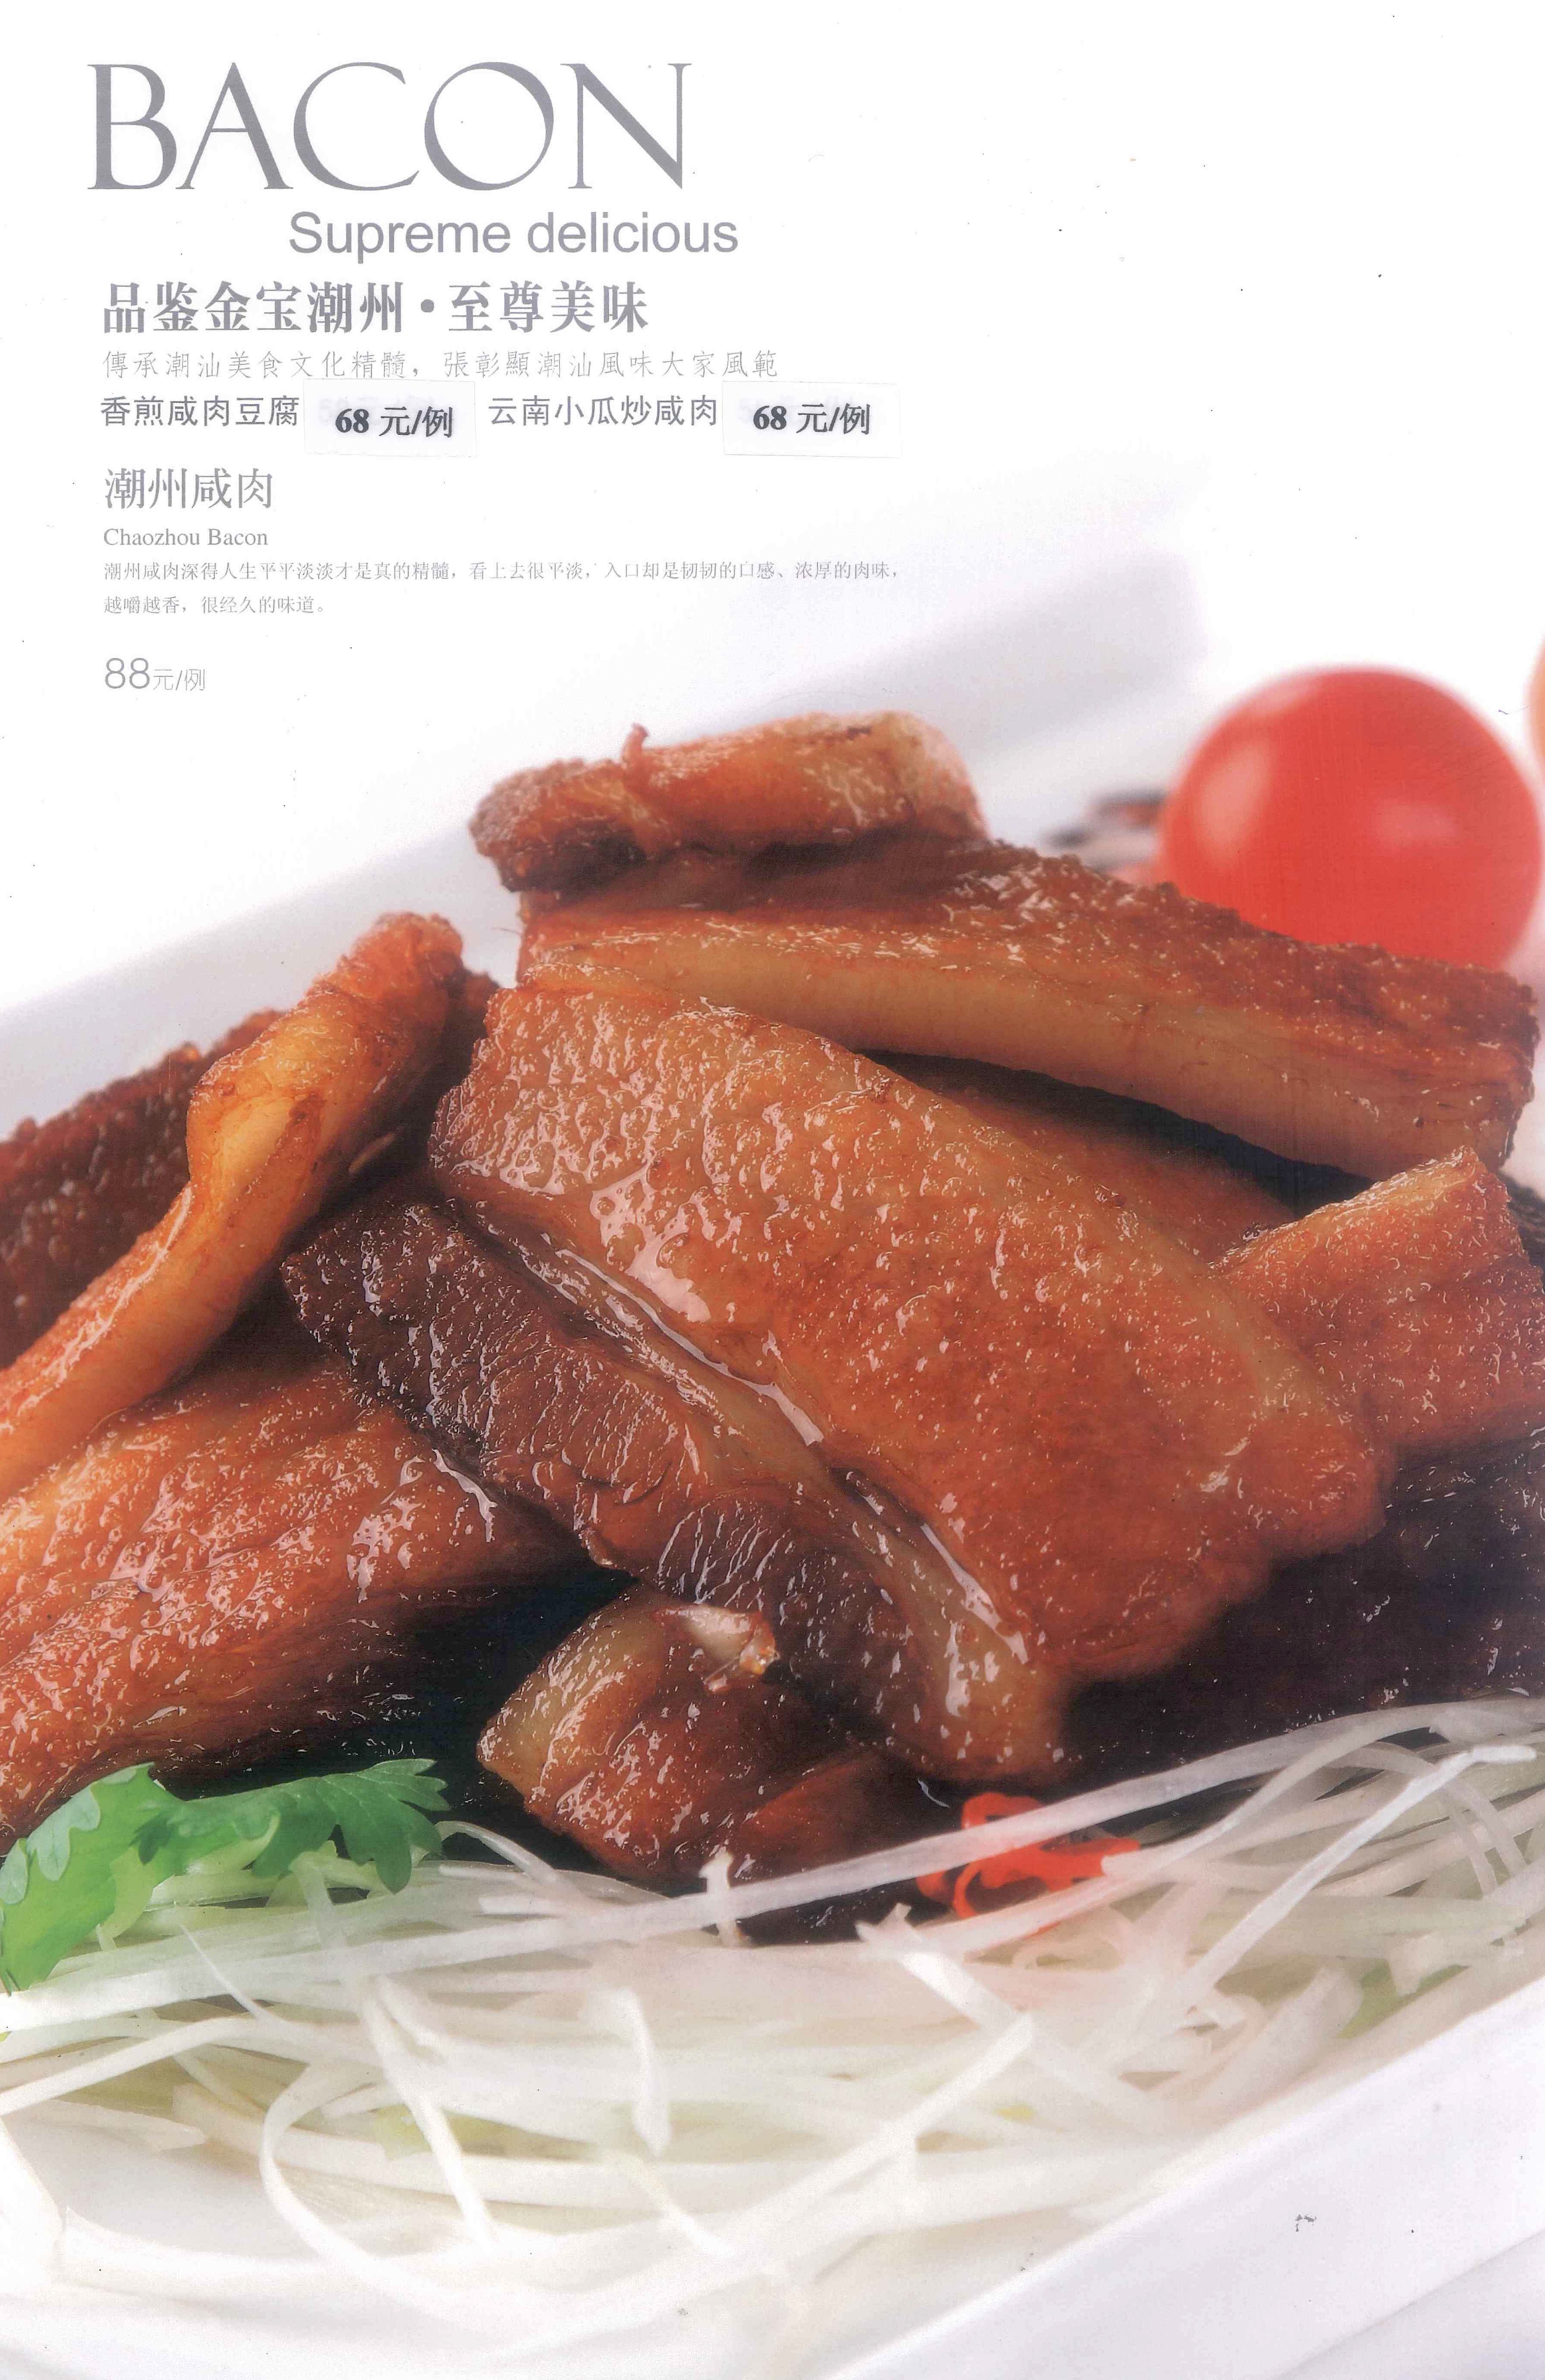 BACON
Supreme delicious
品鉴金宝潮州·至尊美味
傳承潮汕美食文化精髓，張彰顯潮汕風味大家風範
香煎咸肉豆腐 68 元/例 云南小瓜炒咸肉 68 元/例
潮州咸肉
Chaozhou Bacon
潮州咸肉深得人生平平淡淡才是真的精髓，看上去很平淡，入口却是韧韧的口感、浓厚的肉味，
越嚼越香，很经久的味道。
88元/例